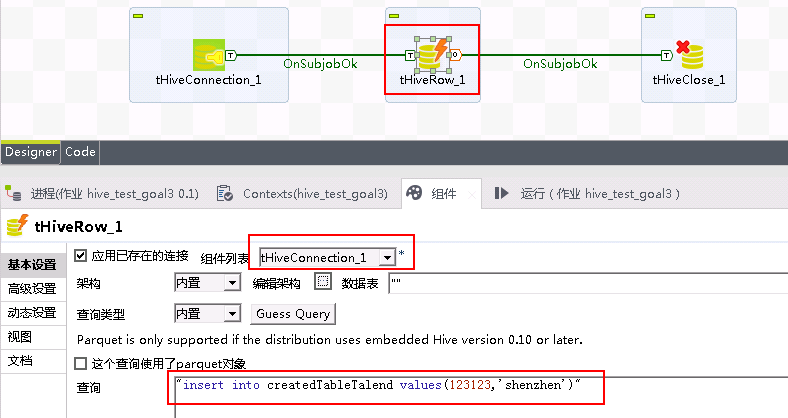 T
T
O
T
OnSubjobOk
OnSubjobOk
tHiveConnection_1
tHiveRow_1
tHiveClose_1
Designer
Code
进程(作业 hive_test_goal3 0.1)
Contexts(hive_test_goal3)
组件
运行 ( 作业 hive_test_goal3 )
tHiveRow_1
基本设置
高级设置
动态设置
视图
文档
应用已存在的连接
组件列表
tHiveConnection_1
*
架构
内置
编辑架构
...
数据表
""
查询类型
内置
Guess Query
Parquet is only supported if the distribution uses embedded Hive version 0.10 or later.
这个查询使用了parquet对象
查询
"insert into createdTableTalend values(123123,'shenzhen')"